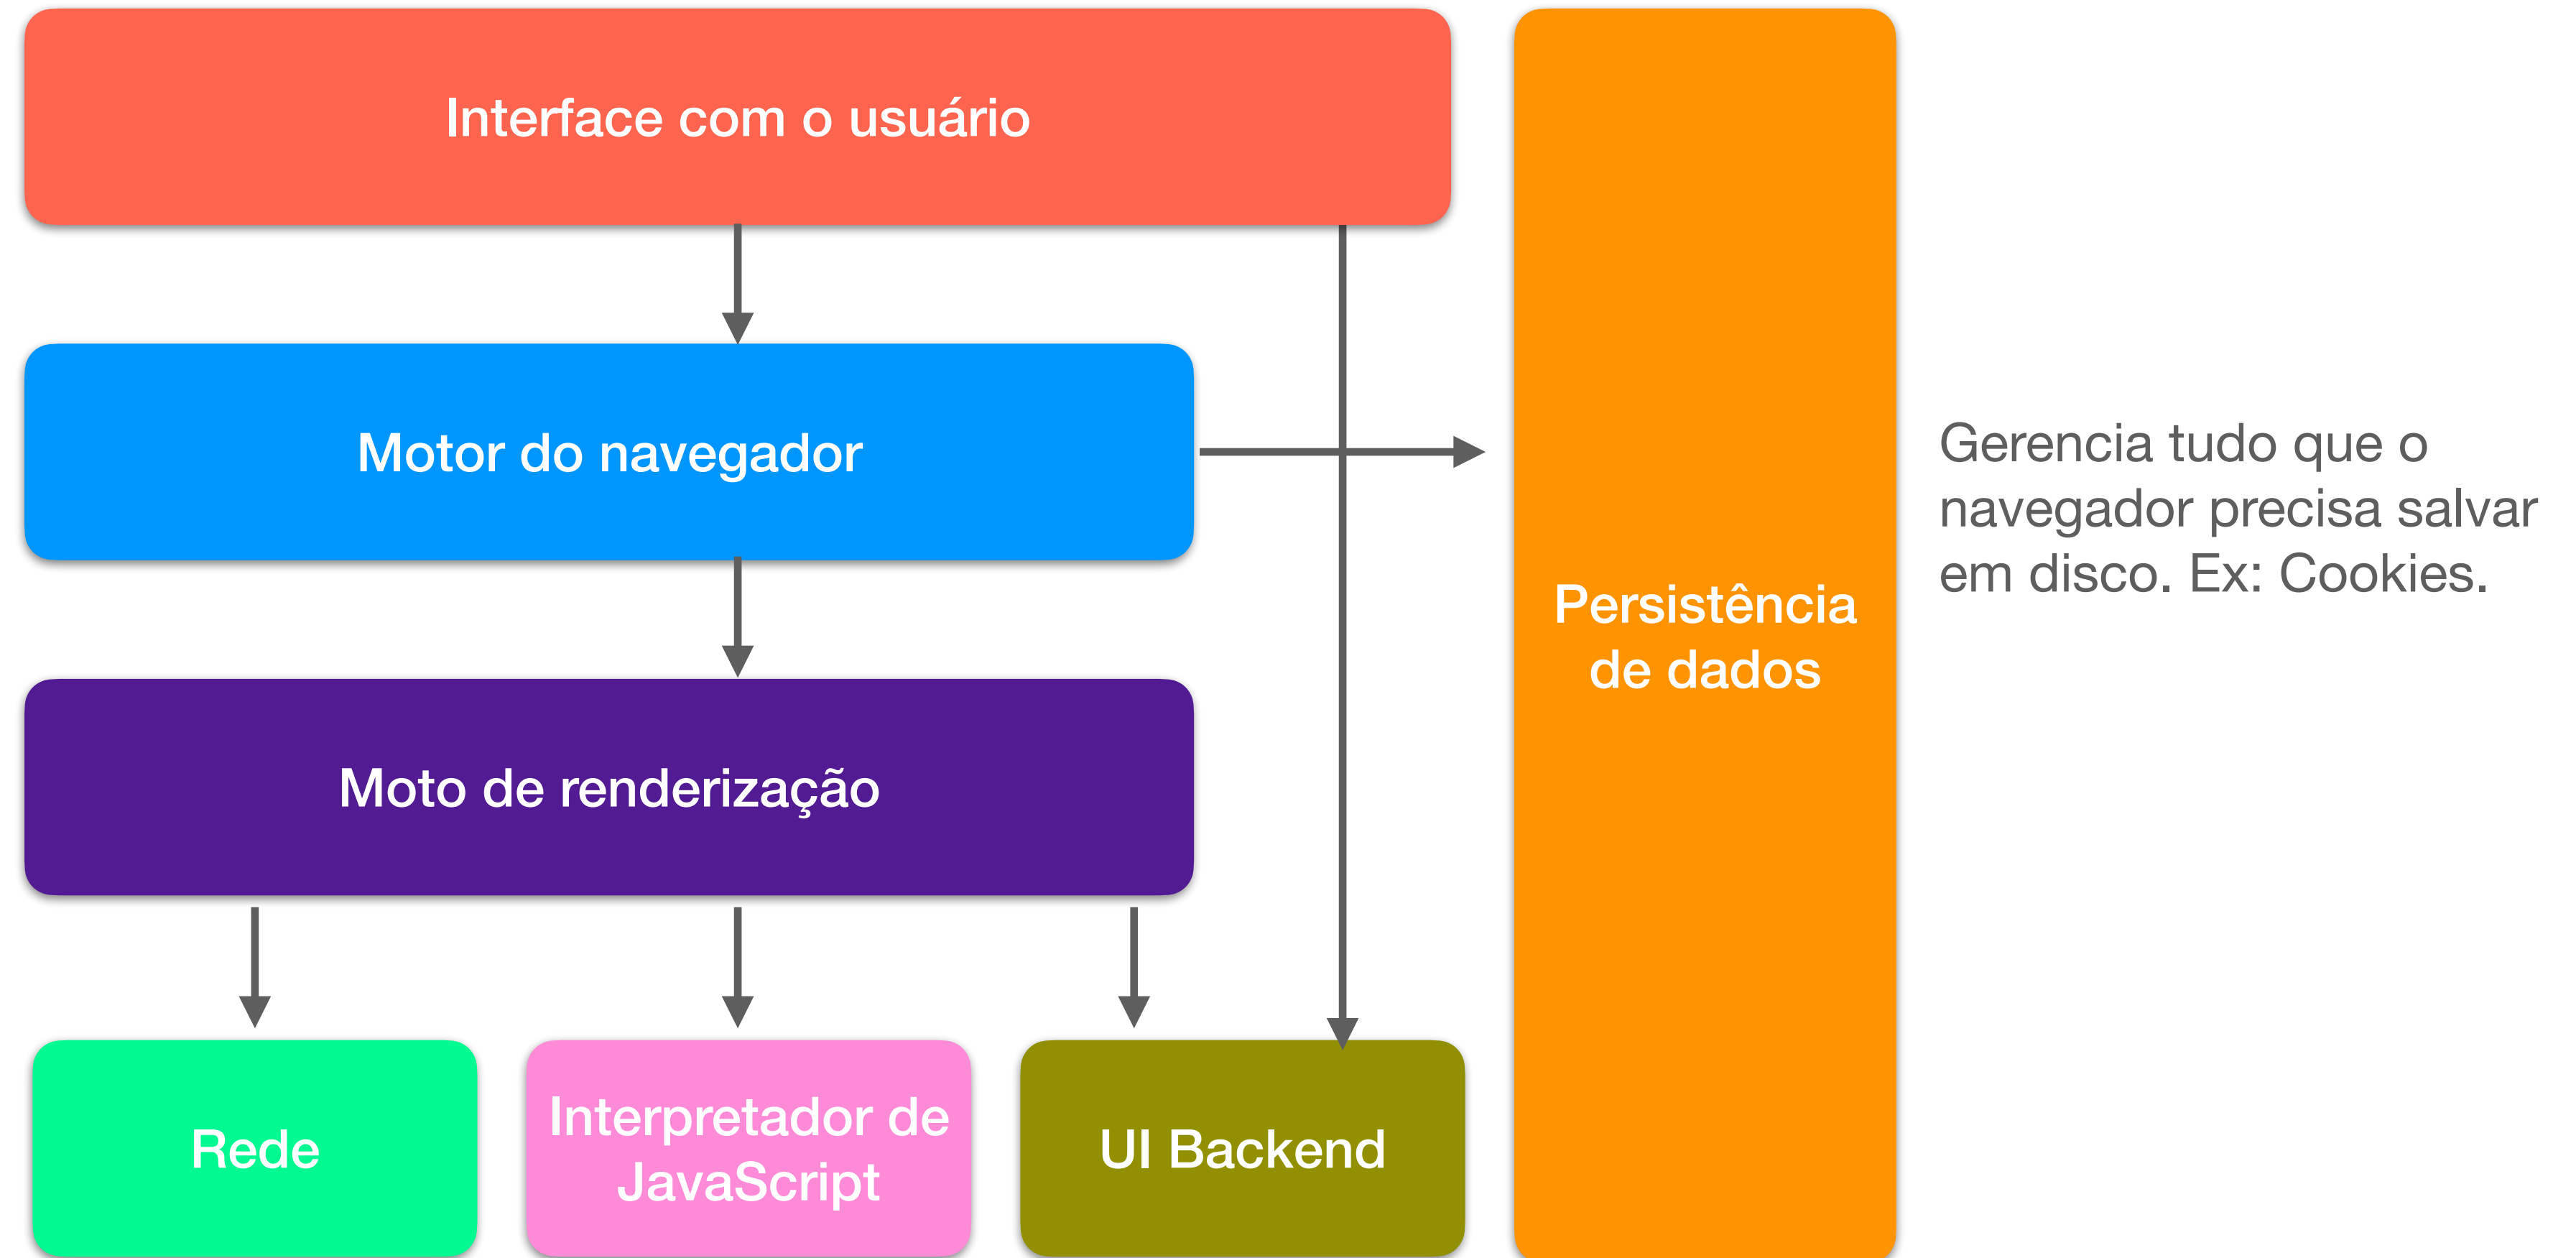 Interface com o usuário
Motor do navegador
Moto de renderização
Rede
Interpretador de
JavaScript
UI Backend
Persistência
de dados
Gerencia tudo que o
navegador precisa salvar
em disco. Ex: Cookies.